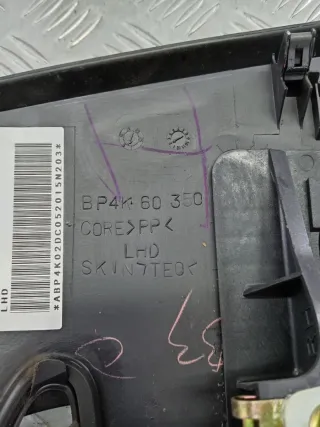 BP4K 60 350
CORE>PP<
LHD
SKIN>TEO<
*ABP4K02DC052015N203*
LHD